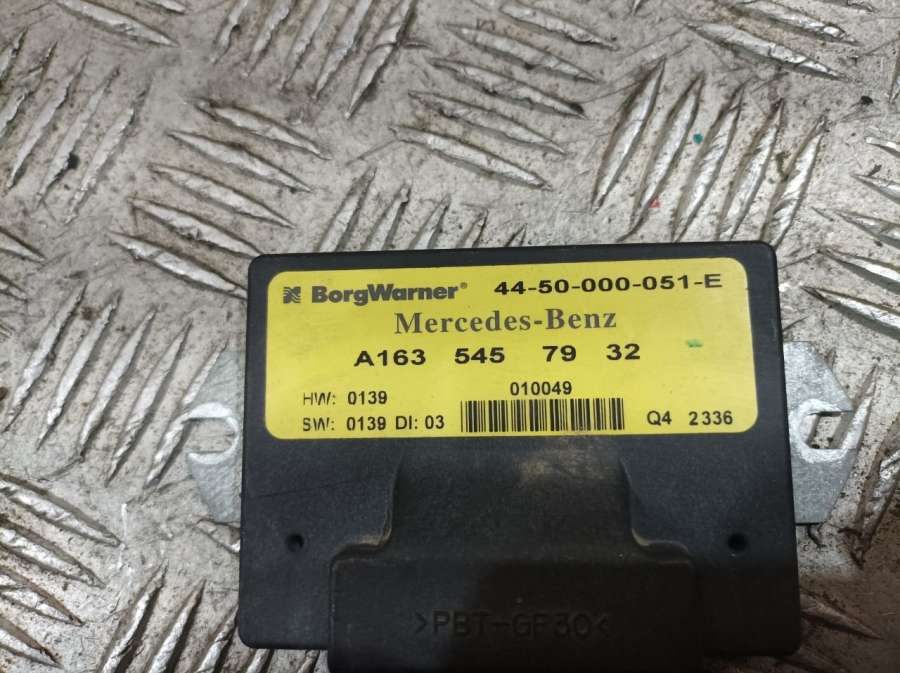 BorgWarner® 44-50-000-051-E
Mercedes-Benz
A163 545 79 32
HW: 0139 010049
SW: 0139 DI: 03 Q4 2336
>PBT-GF30<